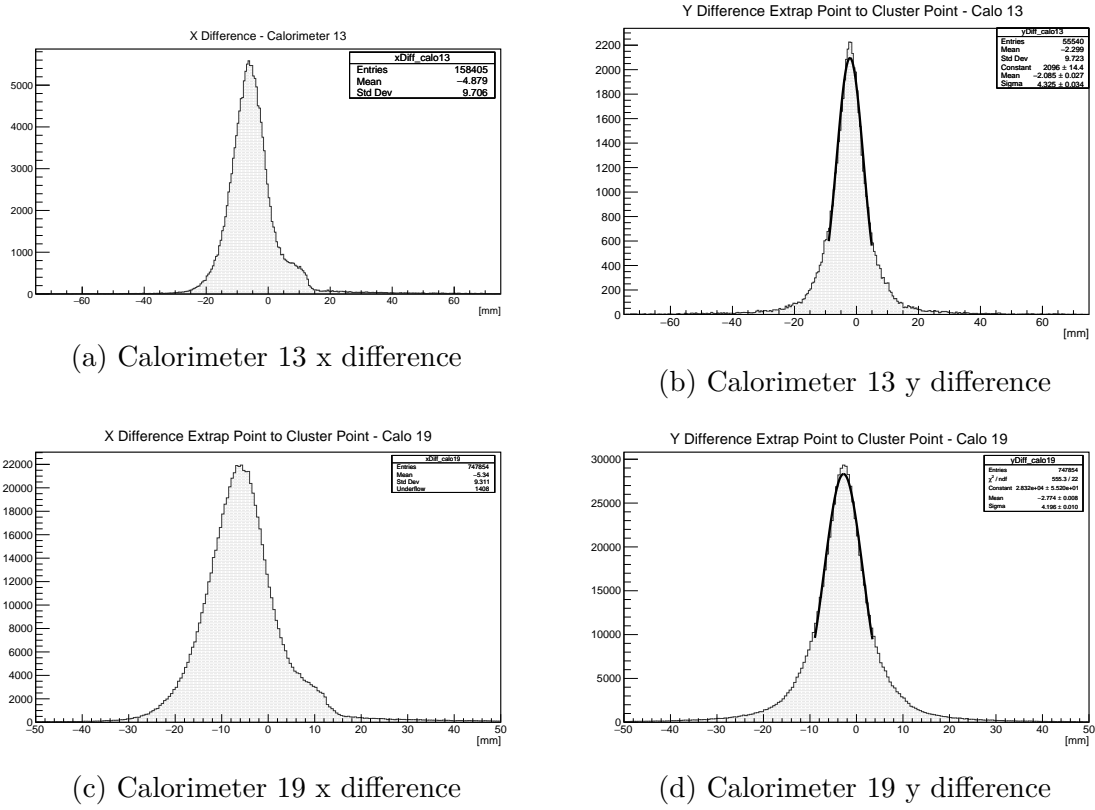 X Difference - Calorimeter 13
xDiff_calo13
Entries 158405
Mean −4.879
Std Dev 9.706
5000
4000
3000
2000
1000
0
−60 −40 −20 0 20 40 60
[mm]
(a) Calorimeter 13 x difference
Y Difference Extrap Point to Cluster Point - Calo 13
yDiff_calo13
Entries 55540
Mean −2.299
Std Dev 9.723
Constant 2096 ± 14.4
Mean −2.085 ± 0.027
Sigma 4.325 ± 0.034
2200
2000
1800
1600
1400
1200
1000
800
600
400
200
0
−60 −40 −20 0 20 40 60
[mm]
(b) Calorimeter 13 y difference
X Difference Extrap Point to Cluster Point - Calo 19
xDiff_calo19
Entries 747854
Mean −5.34
Std Dev 9.311
Underflow 1408
22000
20000
18000
16000
14000
12000
10000
8000
6000
4000
2000
0
−50 −40 −30 −20 −10 0 10 20 30 40 50
[mm]
(c) Calorimeter 19 x difference
Y Difference Extrap Point to Cluster Point - Calo 19
yDiff_calo19
Entries 747854
χ² / ndf 555.3 / 22
Constant 2.832e+04 ± 5.520e+01
Mean −2.774 ± 0.008
Sigma 4.196 ± 0.010
30000
25000
20000
15000
10000
5000
0
−50 −40 −30 −20 −10 0 10 20 30 40 50
[mm]
(d) Calorimeter 19 y difference